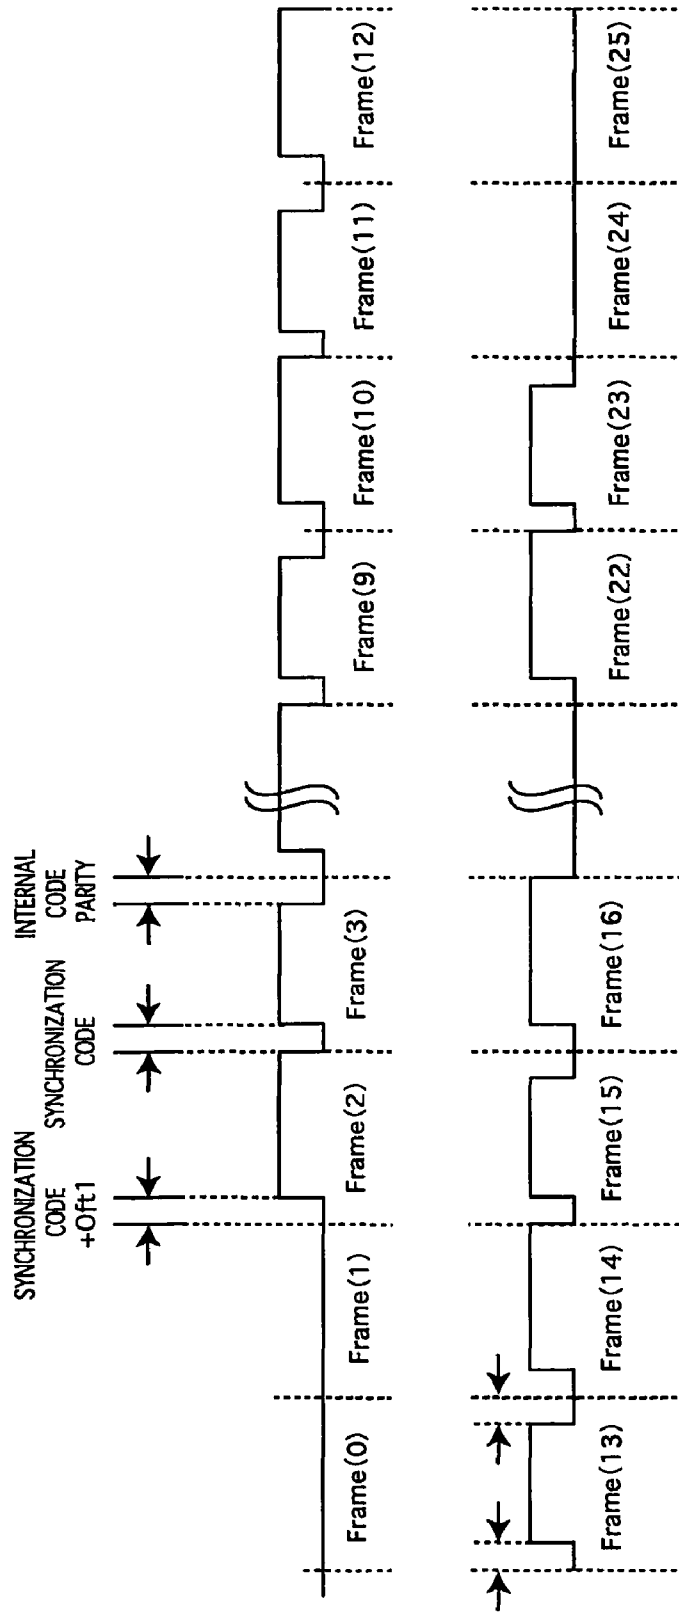 SYNCHRONIZATION
CODE
+Oft1
SYNCHRONIZATION
CODE
INTERNAL
CODE
PARITY
Frame(0)
Frame(1)
Frame(2)
Frame(3)
Frame(9)
Frame(10)
Frame(11)
Frame(12)
Frame(13)
Frame(14)
Frame(15)
Frame(16)
Frame(22)
Frame(23)
Frame(24)
Frame(25)